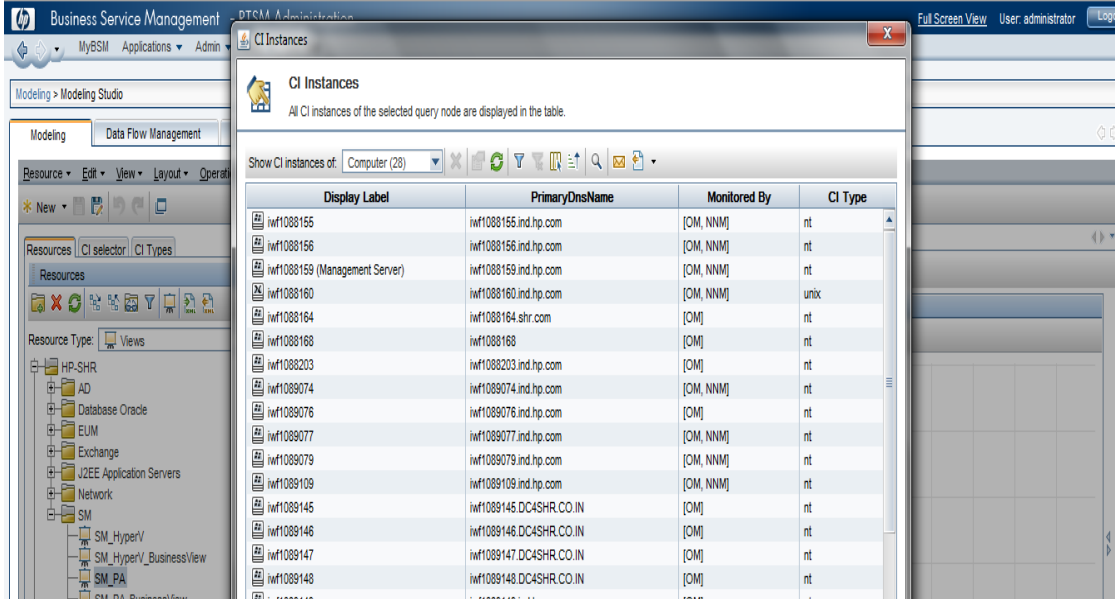 Business Service Management - RTSM Administration
Full Screen View User: administrator
MyBSM Applications Admin
CI Instances
X
Modeling > Modeling Studio
CI Instances
All CI instances of the selected query node are displayed in the table.
Modeling Data Flow Management
Show CI instances of: Computer (28)
Resource Edit View Layout
New
Resources CI selector CI Types
Resources
Resource Type: Views
HP-SHR
AD
Database Oracle
EUM
Exchange
J2EE Application Servers
Network
SM
SM_HyperV
SM_HyperV_BusinessView
SM_PA
SM_PA_BusinessView
Display Label PrimaryDnsName Monitored By CI Type
iwf1088155 iwf1088155.ind.hp.com [OM, NNM] nt
iwf1088156 iwf1088156.ind.hp.com [OM, NNM] nt
iwf1088159 (Management Server) iwf1088159.ind.hp.com [OM, NNM] nt
iwf1088160 iwf1088160.ind.hp.com [OM, NNM] unix
iwf1088164 iwf1088164.shr.com [OM] nt
iwf1088168 iwf1088168 [OM] nt
iwf1088203 iwf1088203.ind.hp.com [OM] nt
iwf1089074 iwf1089074.ind.hp.com [OM, NNM] nt
iwf1089076 iwf1089076.ind.hp.com [OM] nt
iwf1089077 iwf1089077.ind.hp.com [OM, NNM] nt
iwf1089079 iwf1089079.ind.hp.com [OM, NNM] nt
iwf1089109 iwf1089109.ind.hp.com [OM, NNM] nt
iwf1089145 iwf1089145.DC4SHR.CO.IN [OM] nt
iwf1089146 iwf1089146.DC4SHR.CO.IN [OM] nt
iwf1089147 iwf1089147.DC4SHR.CO.IN [OM] nt
iwf1089148 iwf1089148.DC4SHR.CO.IN [OM] nt